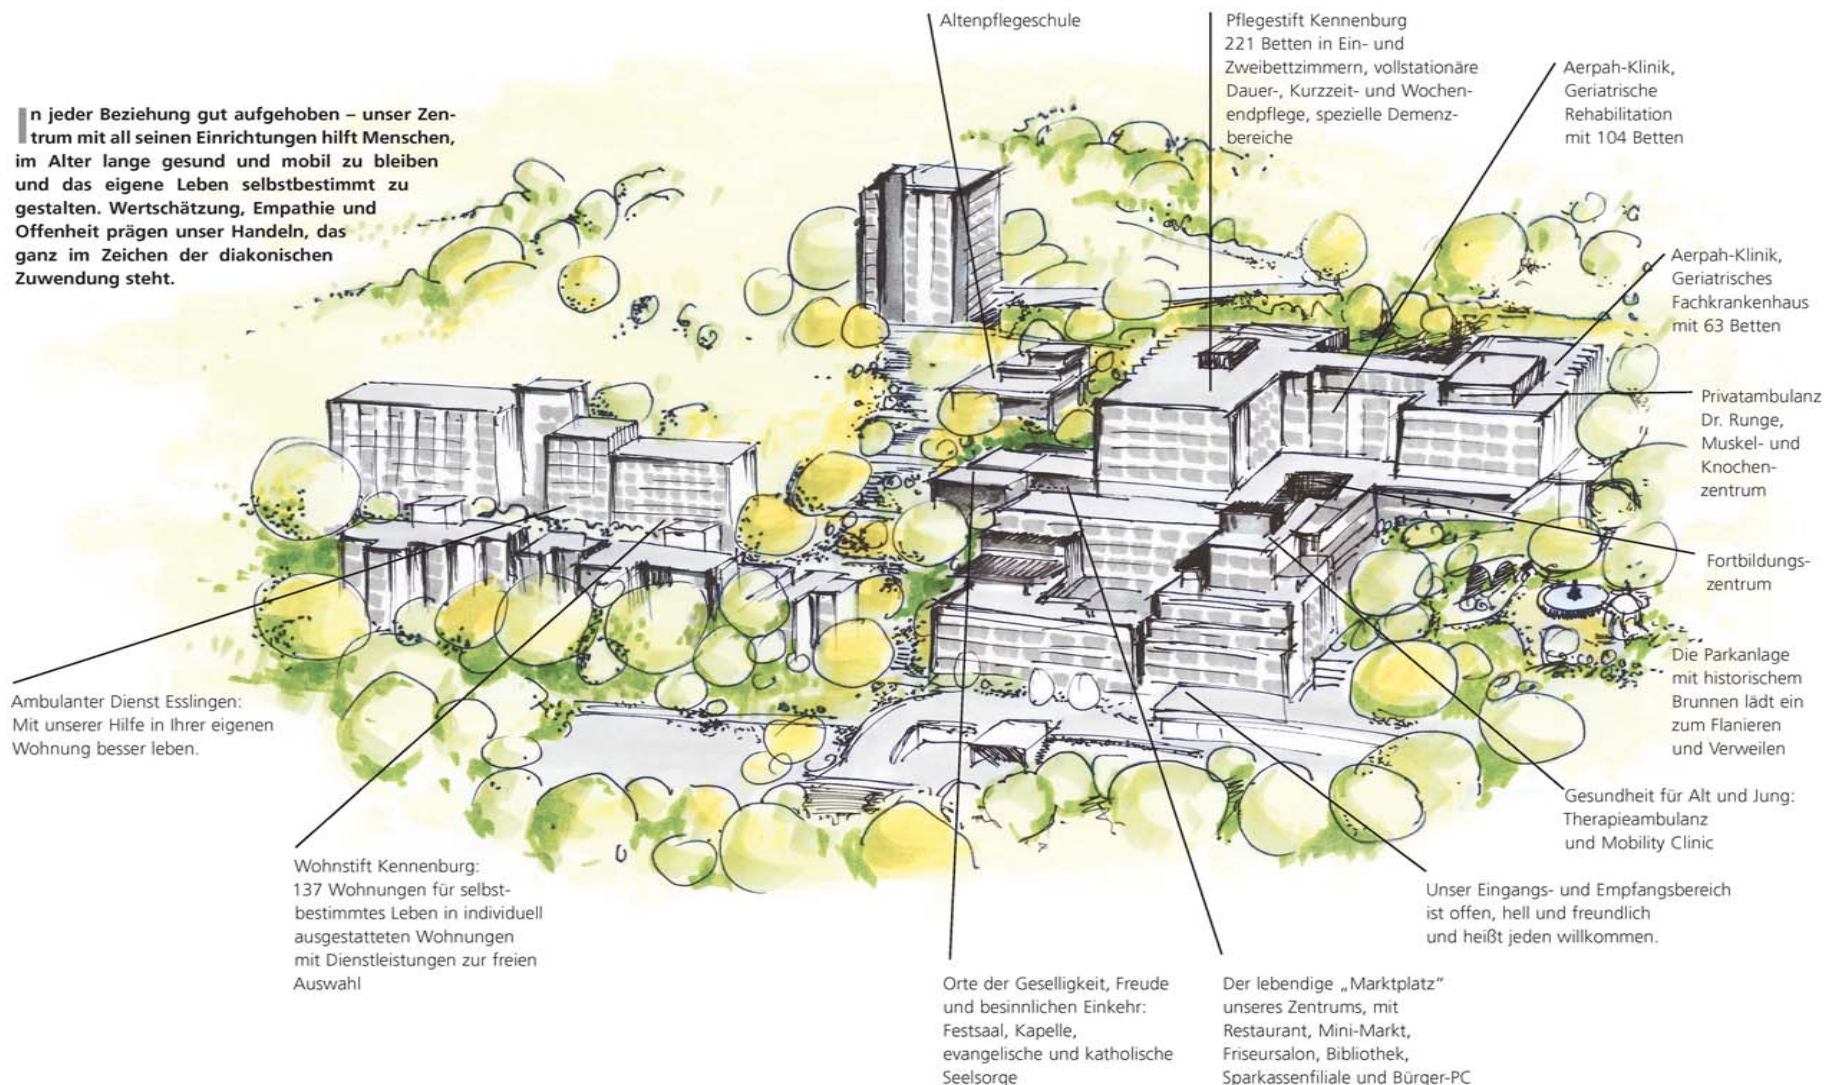 In jeder Beziehung gut aufgehoben – unser Zen-
trum mit all seinen Einrichtungen hilft Menschen,
im Alter lange gesund und mobil zu bleiben
und das eigene Leben selbstbestimmt zu
gestalten. Wertschätzung, Empathie und
Offenheit prägen unser Handeln, das
ganz im Zeichen der diakonischen
Zuwendung steht.
Altenpflegeschule
Pflegestift Kennenburg
221 Betten in Ein- und
Zweibettzimmern, vollstationäre
Dauer-, Kurzzeit- und Wochen-
endpflege, spezielle Demenz-
bereiche
Aerpah-Klinik,
Geriatrische
Rehabilitation
mit 104 Betten
Aerpah-Klinik,
Geriatrisches
Fachkrankenhaus
mit 63 Betten
Privatambulanz
Dr. Runge,
Muskel- und
Knochen-
zentrum
Fortbildungs-
zentrum
Die Parkanlage
mit historischem
Brunnen lädt ein
zum Flanieren
und Verweilen
Gesundheit für Alt und Jung:
Therapieambulanz
und Mobility Clinic
Unser Eingangs- und Empfangsbereich
ist offen, hell und freundlich
und heißt jeden willkommen.
Der lebendige „Marktplatz“
unseres Zentrums, mit
Restaurant, Mini-Markt,
Friseursalon, Bibliothek,
Sparkassenfiliale und Bürger-PC
Orte der Geselligkeit, Freude
und besinnlichen Einkehr:
Festsaal, Kapelle,
evangelische und katholische
Seelsorge
Wohnstift Kennenburg:
137 Wohnungen für selbst-
bestimmtes Leben in individuell
ausgestatteten Wohnungen
mit Dienstleistungen zur freien
Auswahl
Ambulanter Dienst Esslingen:
Mit unserer Hilfe in Ihrer eigenen
Wohnung besser leben.